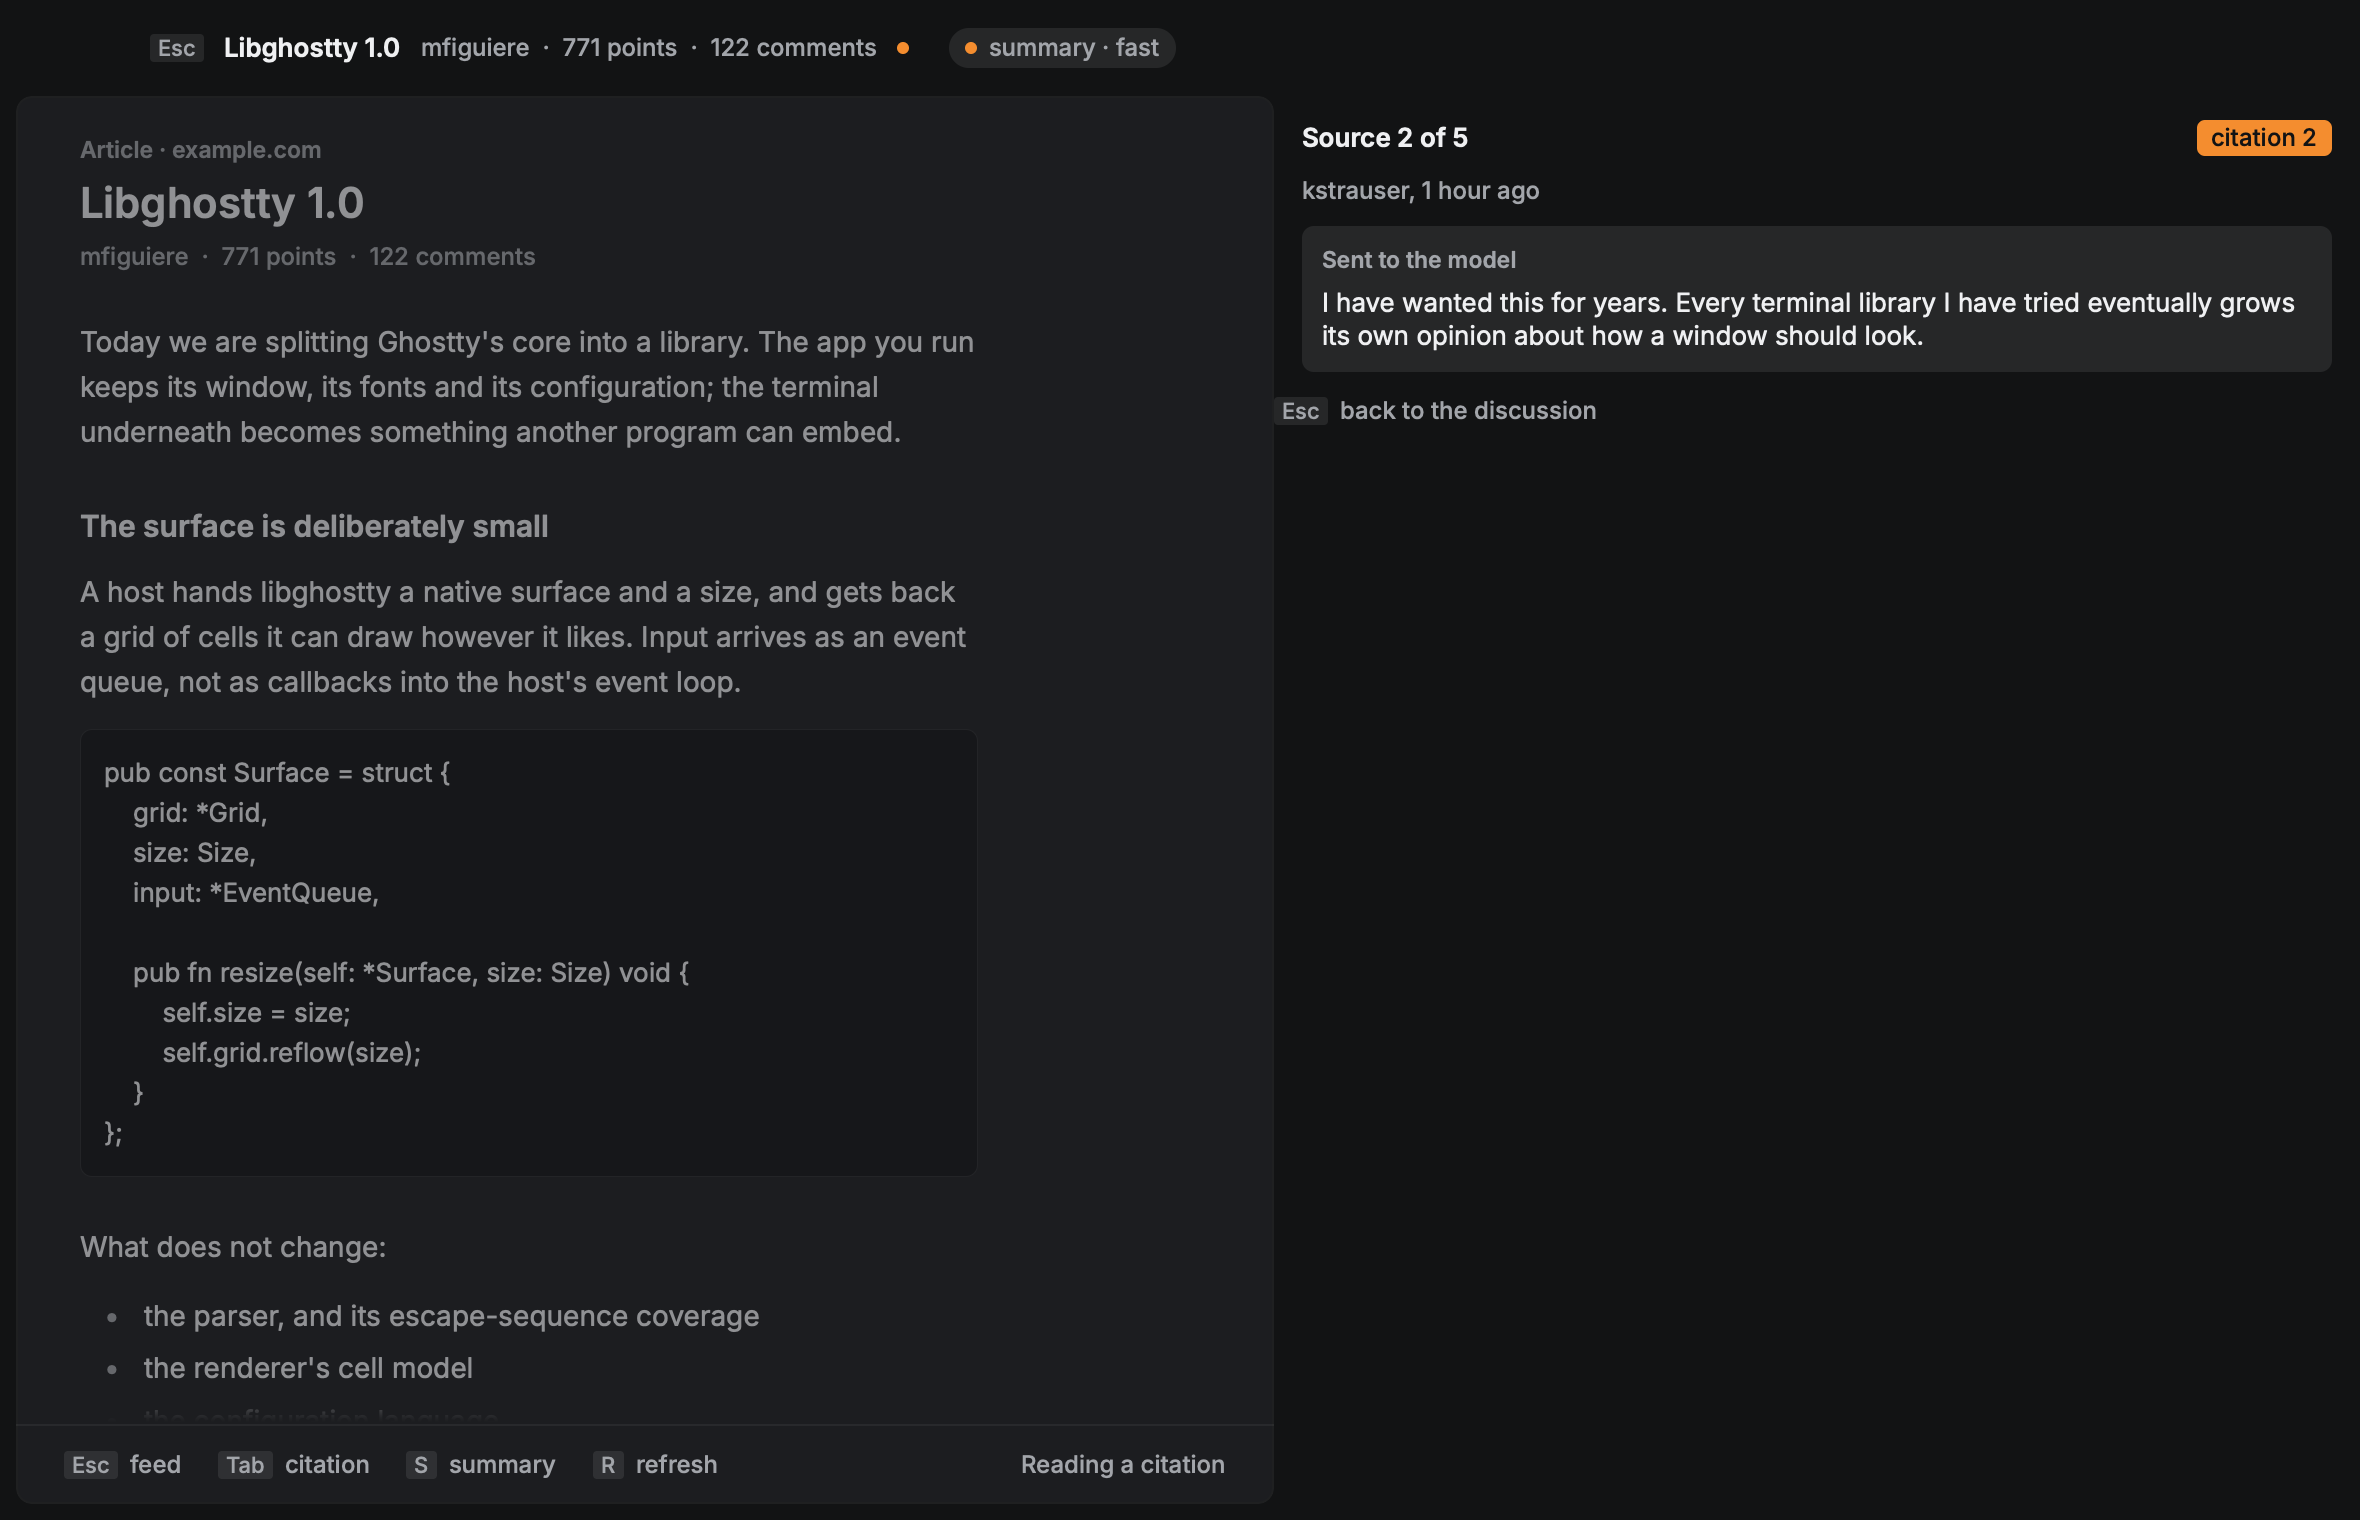 Esc Libghostty 1.0 mfiguiere · 771 points · 122 comments summary · fast
Article · example.com
Libghostty 1.0
mfiguiere · 771 points · 122 comments
Today we are splitting Ghostty's core into a library. The app you run
keeps its window, its fonts and its configuration; the terminal
underneath becomes something another program can embed.
The surface is deliberately small
A host hands libghostty a native surface and a size, and gets back
a grid of cells it can draw however it likes. Input arrives as an event
queue, not as callbacks into the host's event loop.
pub const Surface = struct {
    grid: *Grid,
    size: Size,
    input: *EventQueue,
    pub fn resize(self: *Surface, size: Size) void {
        self.size = size;
        self.grid.reflow(size);
    }
};
What does not change:
• the parser, and its escape-sequence coverage
• the renderer's cell model
• the configuration language
Esc feed Tab citation S summary R refresh Reading a citation
Source 2 of 5 citation 2
kstrauser, 1 hour ago
Sent to the model
I have wanted this for years. Every terminal library I have tried eventually grows
its own opinion about how a window should look.
Esc back to the discussion